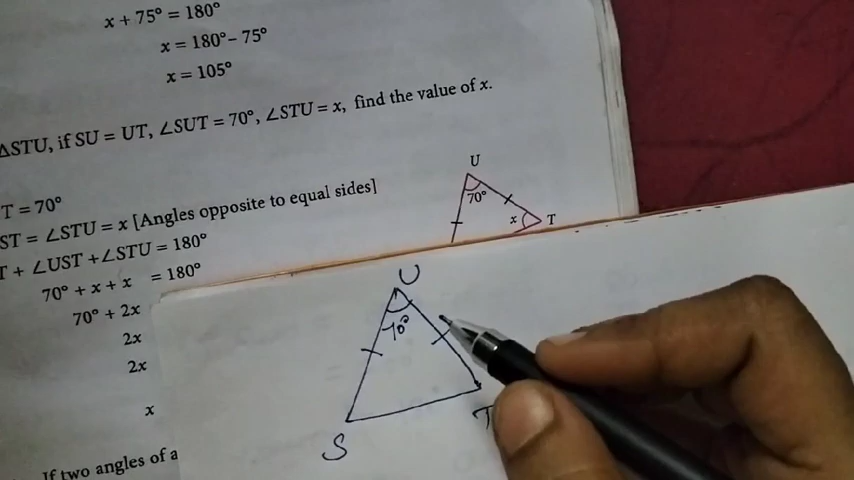 x + 75° = 180°
x = 180° – 75°
x = 105°
ΔSTU, if SU = UT, ∠SUT = 70°, ∠STU = x, find the value of x.
U
70°
x
T
T = 70°
ST = ∠STU = x [Angles opposite to equal sides]
T + ∠UST + ∠STU = 180°
70° + x + x = 180°
70° + 2x
2x
2x
x
If two angles of a
U
70°
S
T